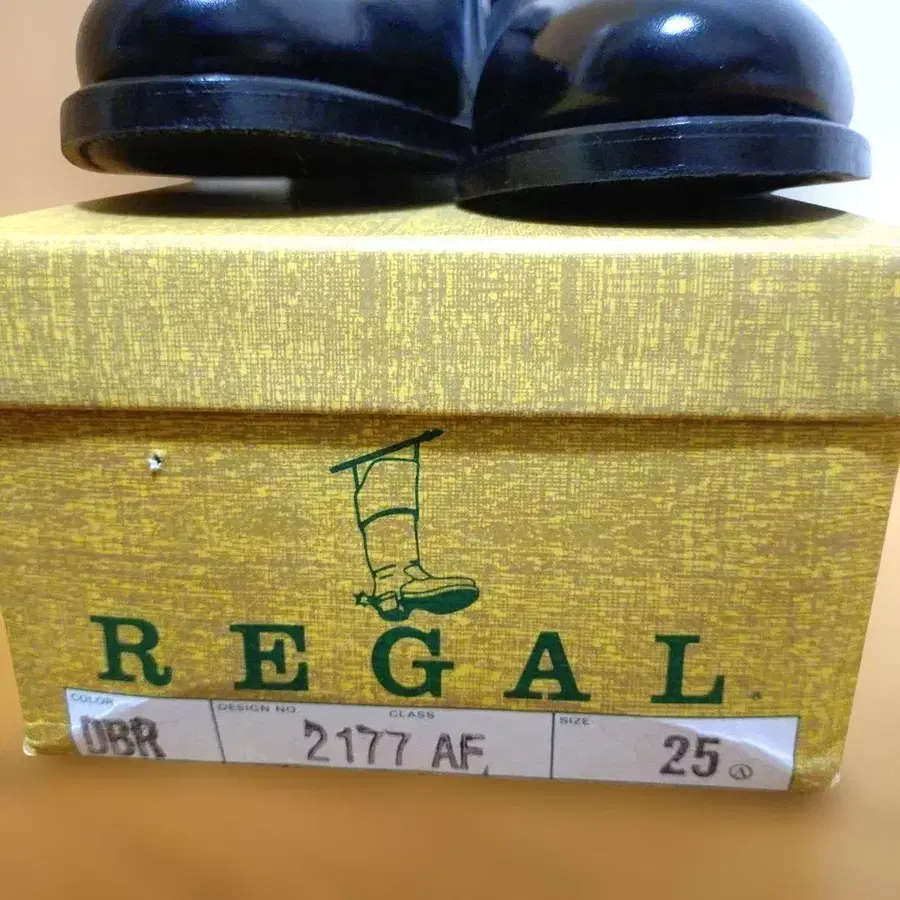 REGAL
COLOR DESIGN NO. CLASS SIZE
DBR 2177 AF 25 A